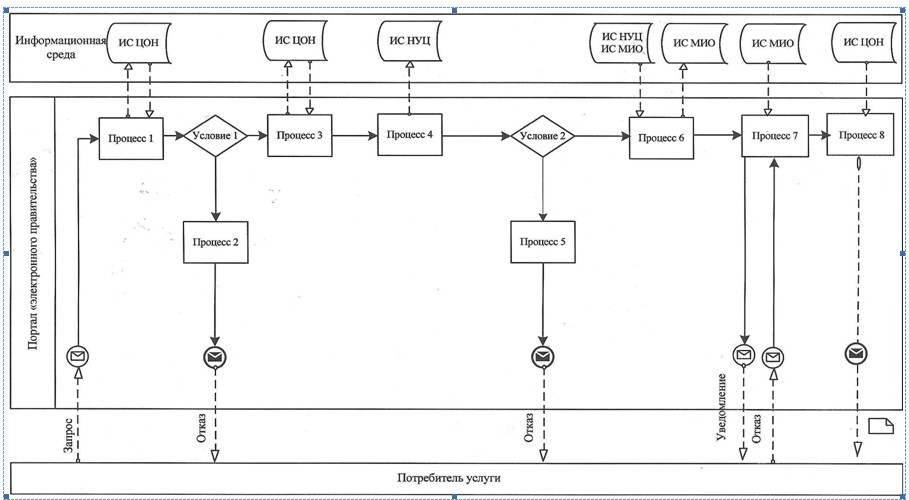 Информационная
среда
ИС ЦОН
ИС ЦОН
ИС НУЦ
ИС НУЦ
ИС МИО
ИС МИО
ИС МИО
ИС ЦОН
Портал «электронного правительства»
Процесс 1
Условие 1
Процесс 3
Процесс 4
Условие 2
Процесс 6
Процесс 7
Процесс 8
Процесс 2
Процесс 5
Запрос
Отказ
Отказ
Уведомление
Отказ
Потребитель услуги